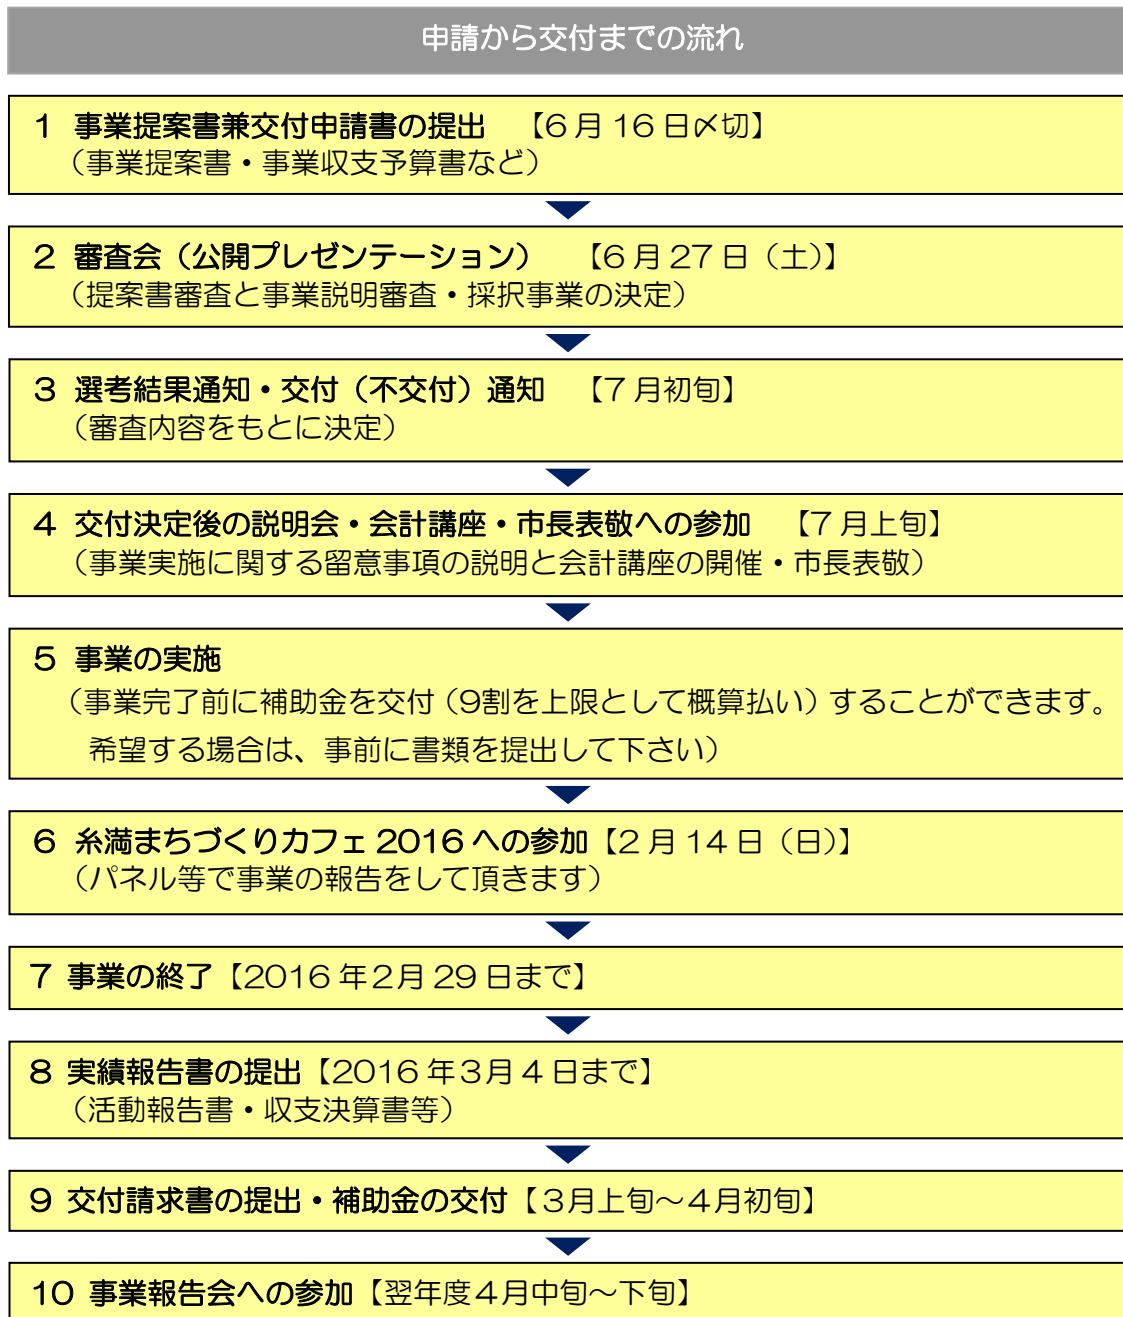 申請から交付までの流れ
1 事業提案書兼交付申請書の提出 【6月16日〆切】
（事業提案書・事業収支予算書など）
2 審査会（公開プレゼンテーション） 【6月27日（土）】
（提案書審査と事業説明審査・採択事業の決定）
3 選考結果通知・交付（不交付）通知 【7月初旬】
（審査内容をもとに決定）
4 交付決定後の説明会・会計講座・市長表敬への参加 【7月上旬】
（事業実施に関する留意事項の説明と会計講座の開催・市長表敬）
5 事業の実施
（事業完了前に補助金を交付（9割を上限として概算払い）することができます。
希望する場合は、事前に書類を提出して下さい）
6 糸満まちづくりカフェ2016への参加【2月14日（日）】
（パネル等で事業の報告をして頂きます）
7 事業の終了【2016年2月29日まで】
8 実績報告書の提出【2016年3月4日まで】
（活動報告書・収支決算書等）
9 交付請求書の提出・補助金の交付【3月上旬～4月初旬】
10 事業報告会への参加【翌年度4月中旬～下旬】